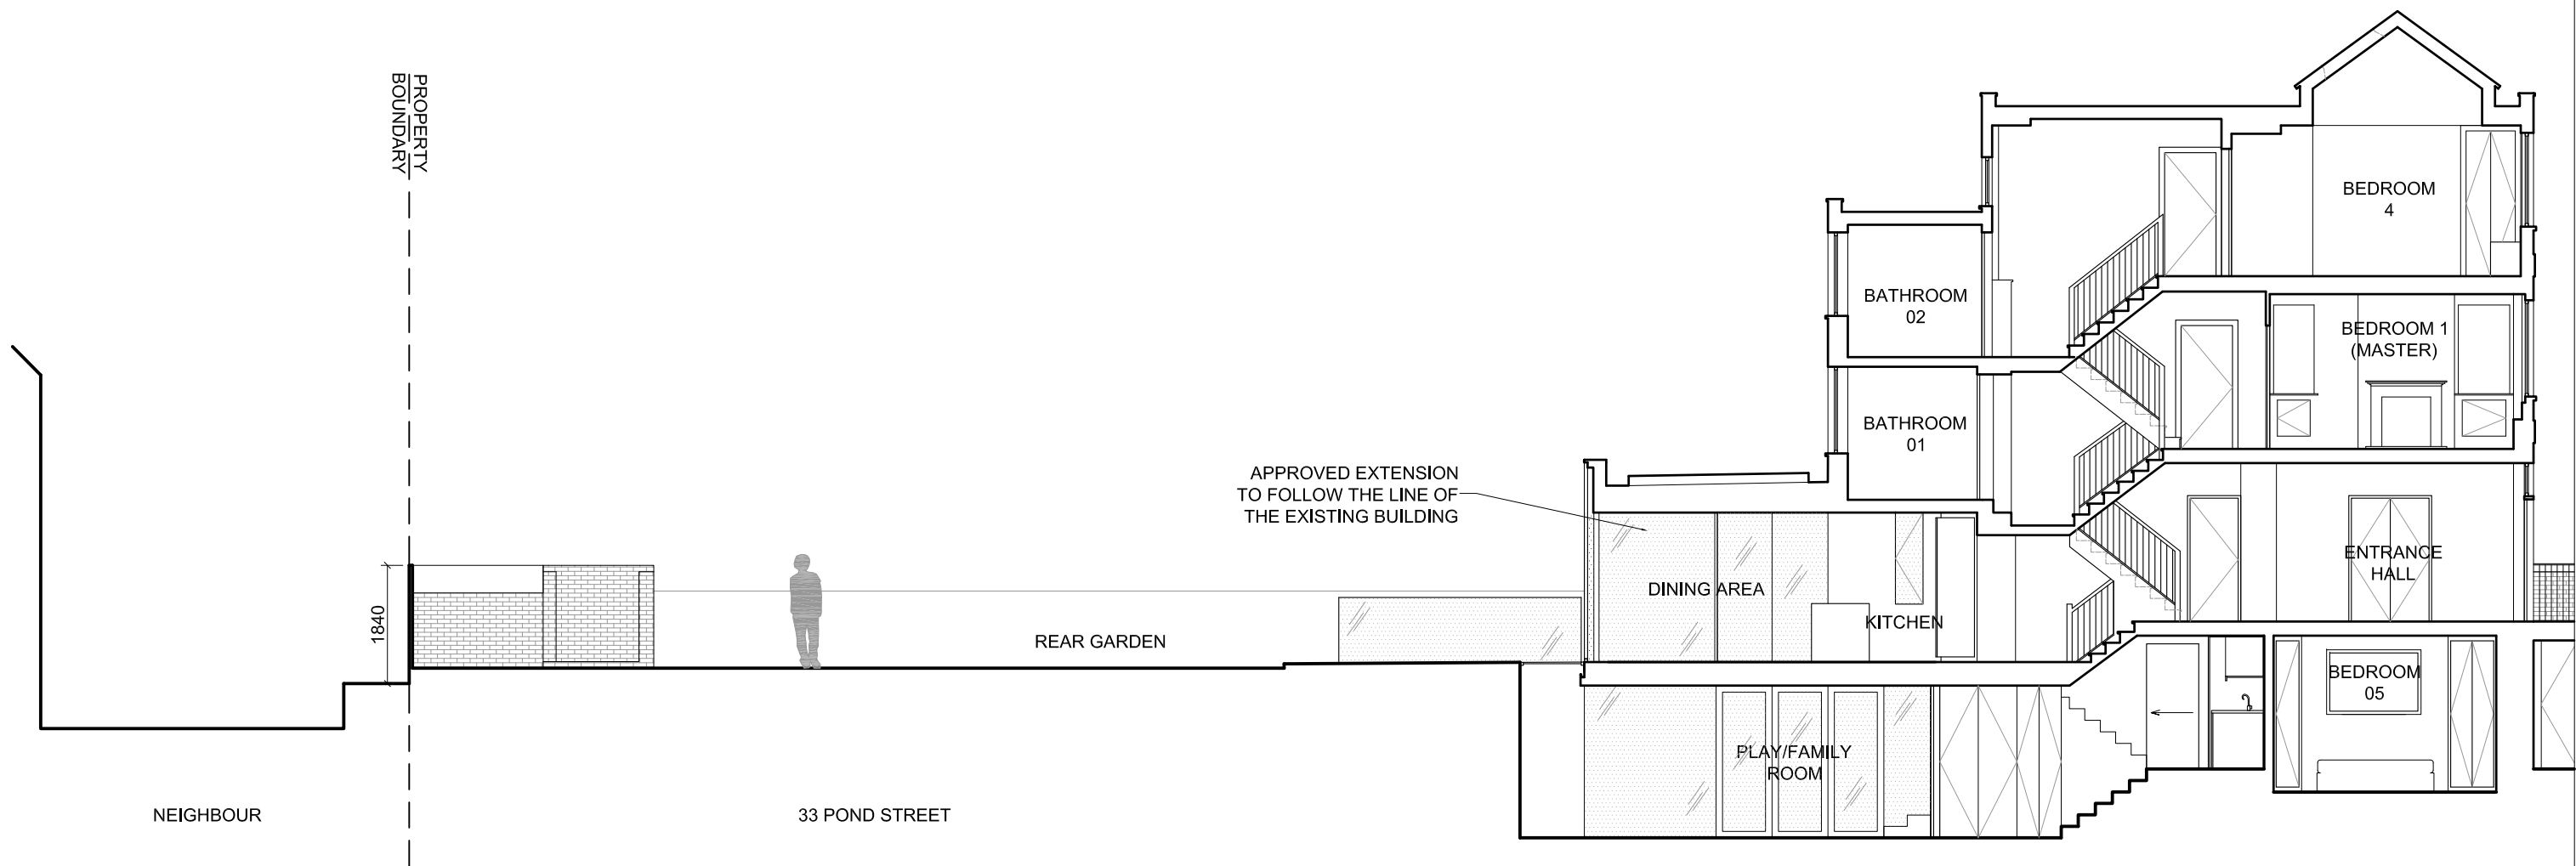 PROPERTY
BOUNDARY
BEDROOM
4
BATHROOM
02
BEDROOM 1
(MASTER)
BATHROOM
01
APPROVED EXTENSION
TO FOLLOW THE LINE OF
THE EXISTING BUILDING
ENTRANCE
HALL
DINING AREA
KITCHEN
1840
REAR GARDEN
BEDROOM
05
PLAY/FAMILY
ROOM
NEIGHBOUR
33 POND STREET